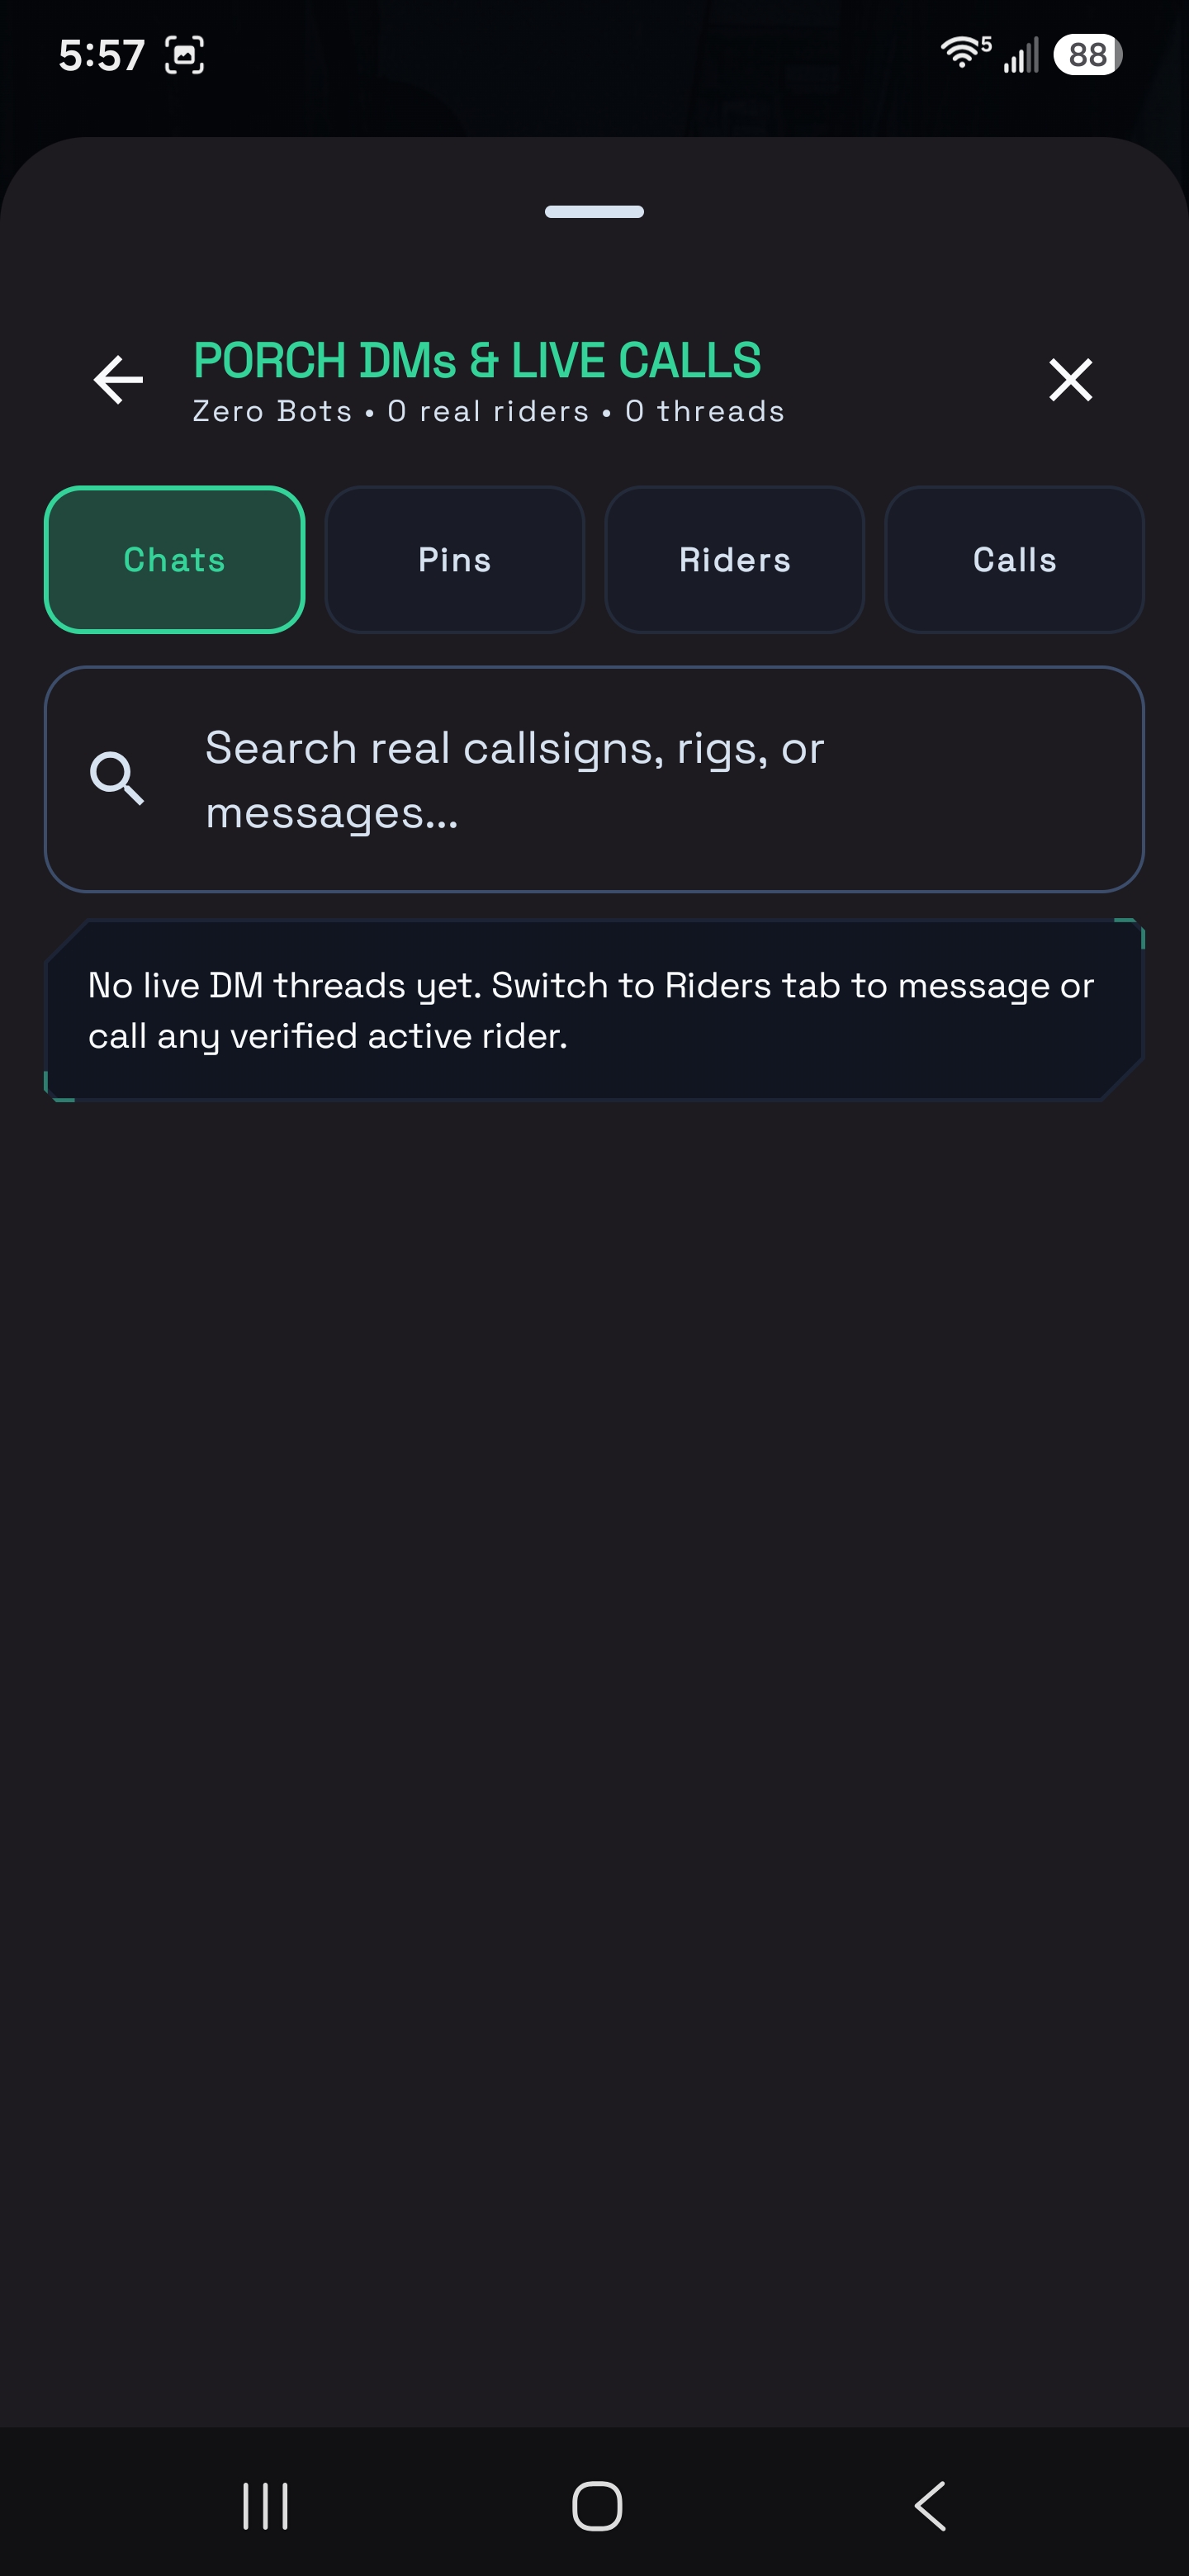 5:57
5
88
PORCH DMs & LIVE CALLS
Zero Bots • 0 real riders • 0 threads
Chats
Pins
Riders
Calls
Search real callsigns, rigs, or
messages...
No live DM threads yet. Switch to Riders tab to message or
call any verified active rider.